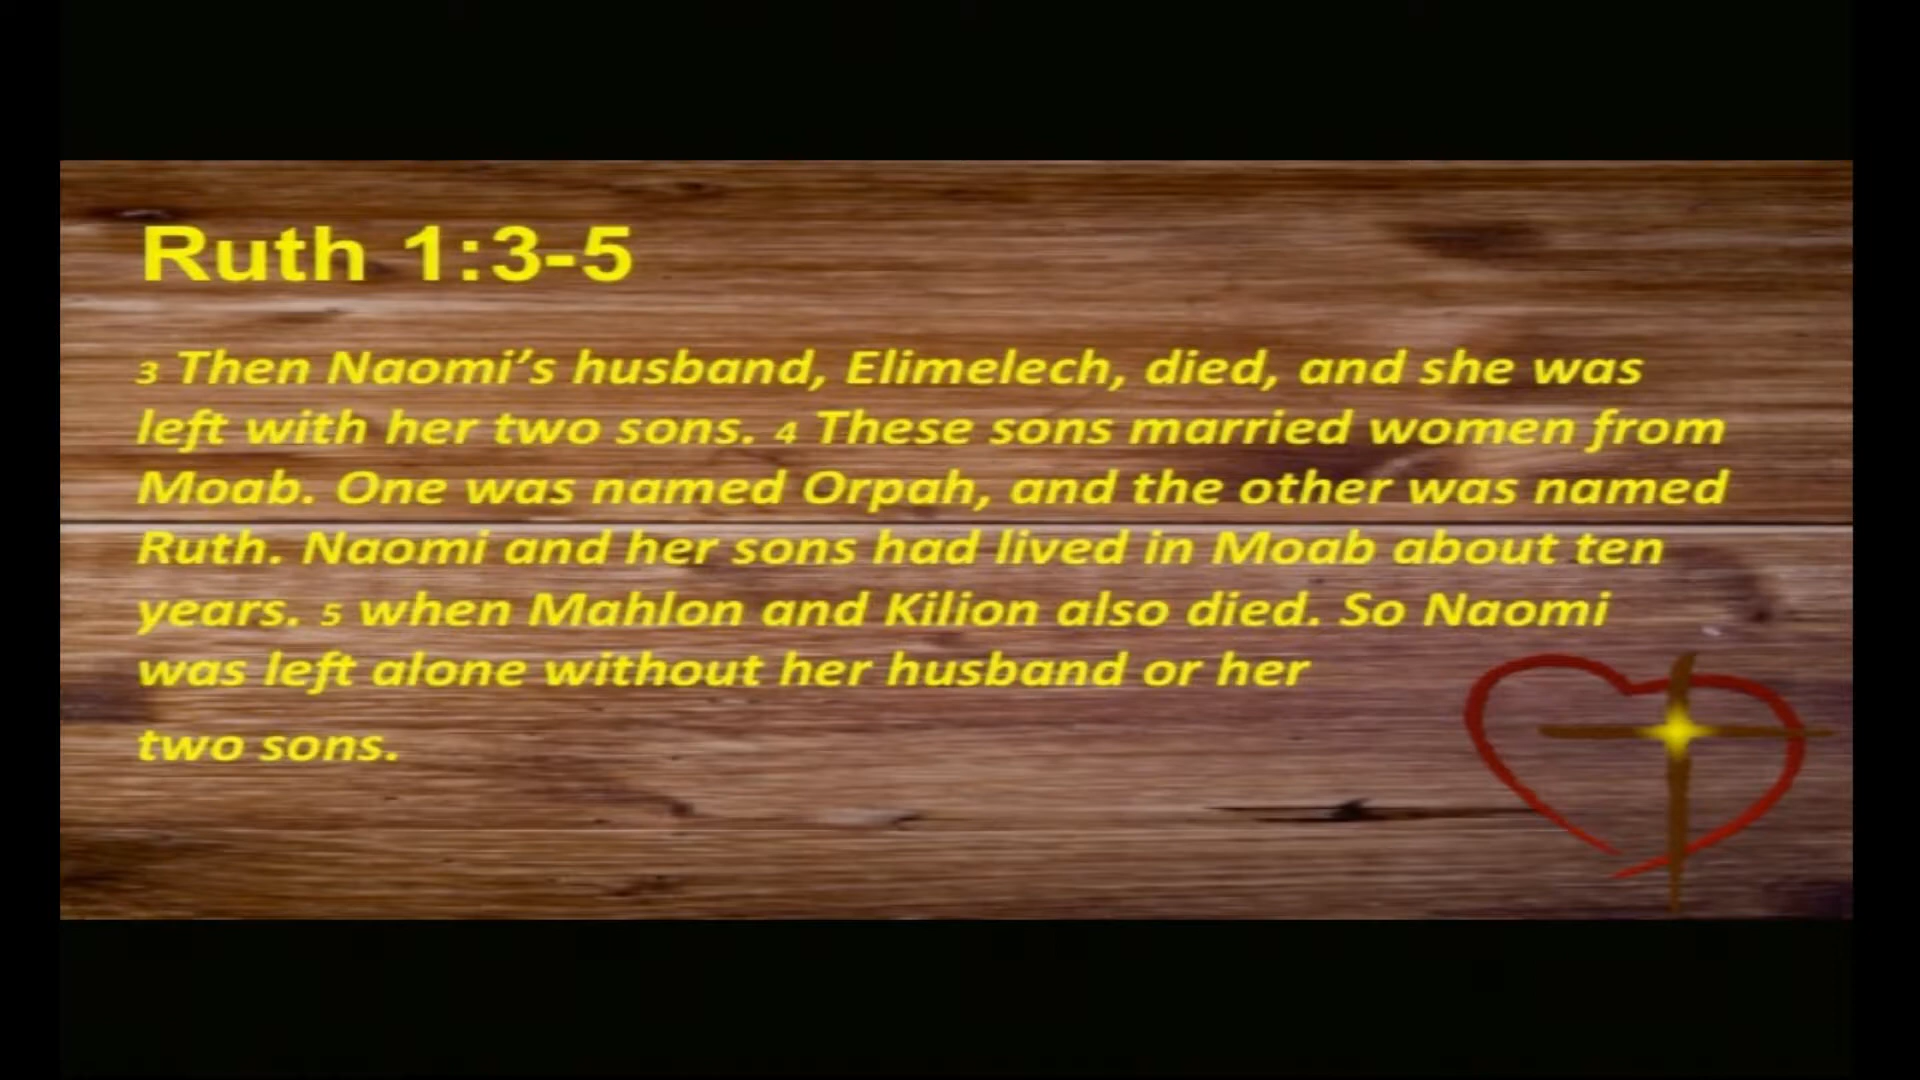 Ruth 1:3-5
3 Then Naomi’s husband, Elimelech, died, and she was
left with her two sons. 4 These sons married women from
Moab. One was named Orpah, and the other was named
Ruth. Naomi and her sons had lived in Moab about ten
years. 5 when Mahlon and Kilion also died. So Naomi
was left alone without her husband or her
two sons.